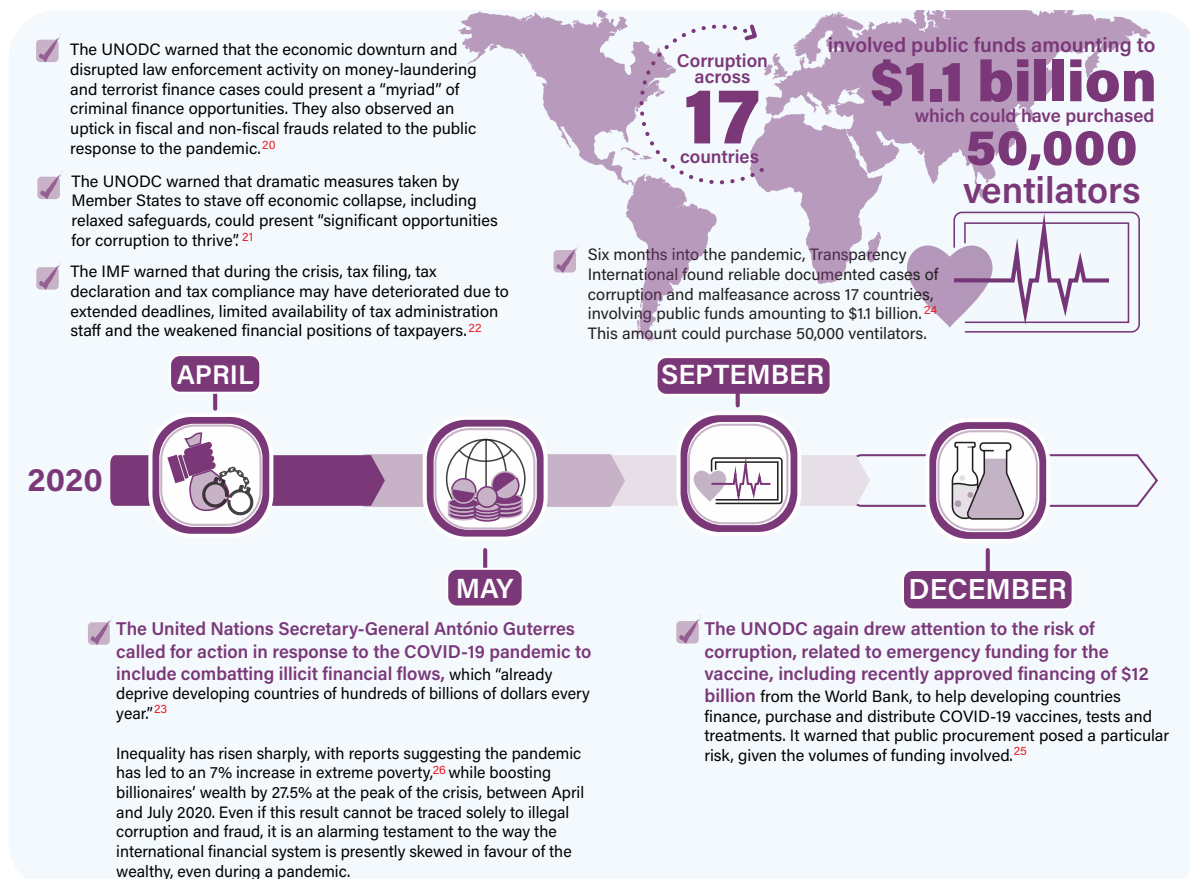 The UNODC warned that the economic downturn and
disrupted law enforcement activity on money-laundering
and terrorist finance cases could present a “myriad” of
criminal finance opportunities. They also observed an
uptick in fiscal and non-fiscal frauds related to the public
response to the pandemic.20
The UNODC warned that dramatic measures taken by
Member States to stave off economic collapse, including
relaxed safeguards, could present “significant opportunities
for corruption to thrive”.21
The IMF warned that during the crisis, tax filing, tax
declaration and tax compliance may have deteriorated due to
extended deadlines, limited availability of tax administration
staff and the weakened financial positions of taxpayers.22
Corruption
across
17
countries
involved public funds amounting to
$1.1 billion
which could have purchased
50,000
ventilators
Six months into the pandemic, Transparency
International found reliable documented cases of
corruption and malfeasance across 17 countries,
involving public funds amounting to $1.1 billion.24
This amount could purchase 50,000 ventilators.
APRIL
SEPTEMBER
2020
MAY
DECEMBER
The United Nations Secretary-General António Guterres
called for action in response to the COVID-19 pandemic to
include combatting illicit financial flows, which “already
deprive developing countries of hundreds of billions of dollars every
year.”23
Inequality has risen sharply, with reports suggesting the pandemic
has led to an 7% increase in extreme poverty,26 while boosting
billionaires’ wealth by 27.5% at the peak of the crisis, between April
and July 2020. Even if this result cannot be traced solely to illegal
corruption and fraud, it is an alarming testament to the way the
international financial system is presently skewed in favour of the
wealthy, even during a pandemic.
The UNODC again drew attention to the risk of
corruption, related to emergency funding for the
vaccine, including recently approved financing of $12
billion from the World Bank, to help developing countries
finance, purchase and distribute COVID-19 vaccines, tests and
treatments. It warned that public procurement posed a particular
risk, given the volumes of funding involved.25